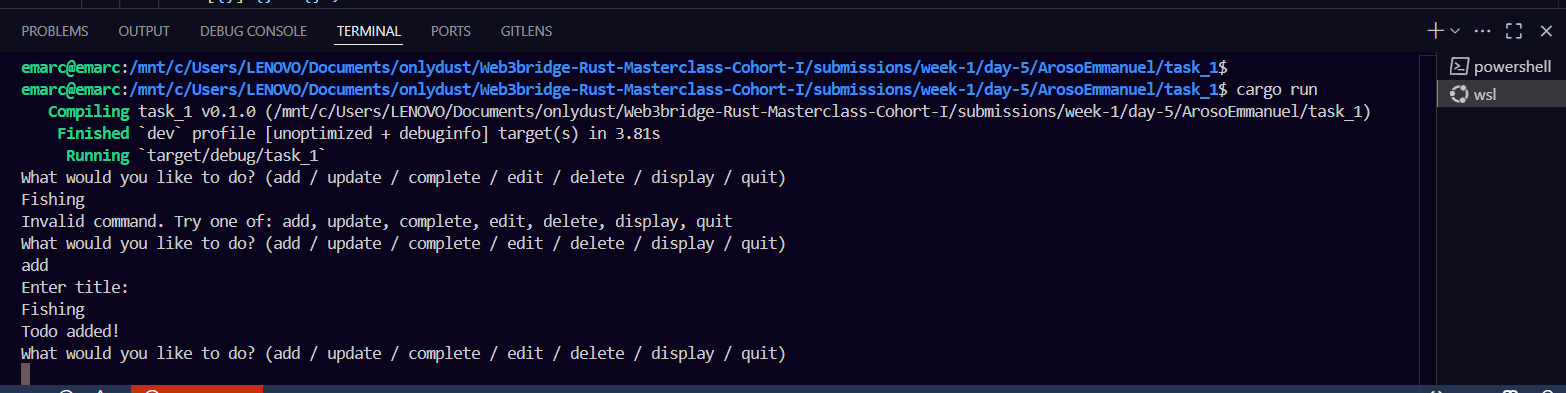 PROBLEMS OUTPUT DEBUG CONSOLE TERMINAL PORTS GITLENS
emarc@emarc:/mnt/c/Users/LENOVO/Documents/onlydust/Web3bridge-Rust-Masterclass-Cohort-I/submissions/week-1/day-5/ArosoEmmanuel/task_1$
emarc@emarc:/mnt/c/Users/LENOVO/Documents/onlydust/Web3bridge-Rust-Masterclass-Cohort-I/submissions/week-1/day-5/ArosoEmmanuel/task_1$ cargo run
Compiling task_1 v0.1.0 (/mnt/c/Users/LENOVO/Documents/onlydust/Web3bridge-Rust-Masterclass-Cohort-I/submissions/week-1/day-5/ArosoEmmanuel/task_1)
Finished `dev` profile [unoptimized + debuginfo] target(s) in 3.81s
Running `target/debug/task_1`
What would you like to do? (add / update / complete / edit / delete / display / quit)
Fishing
Invalid command. Try one of: add, update, complete, edit, delete, display, quit
What would you like to do? (add / update / complete / edit / delete / display / quit)
add
Enter title:
Fishing
Todo added!
What would you like to do? (add / update / complete / edit / delete / display / quit)
powershell
wsl